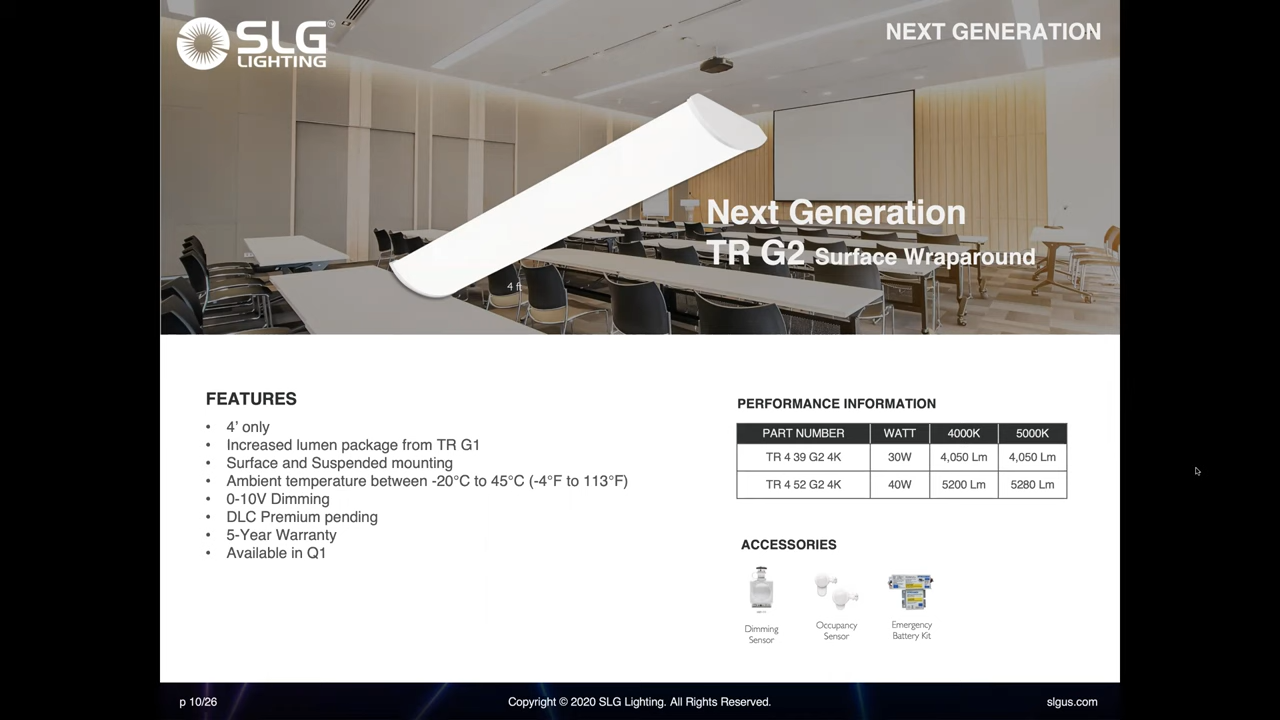 SLG
LIGHTING
NEXT GENERATION
Next Generation
TR G2 Surface Wraparound
4 ft
FEATURES
• 4’ only
• Increased lumen package from TR G1
• Surface and Suspended mounting
• Ambient temperature between -20°C to 45°C (-4°F to 113°F)
• 0-10V Dimming
• DLC Premium pending
• 5-Year Warranty
• Available in Q1
PERFORMANCE INFORMATION
PART NUMBER WATT 4000K 5000K
TR 4 39 G2 4K 30W 4,050 Lm 4,050 Lm
TR 4 52 G2 4K 40W 5200 Lm 5280 Lm
ACCESSORIES
Dimming
Sensor
Occupancy
Sensor
Emergency
Battery Kit
p 10/26
Copyright © 2020 SLG Lighting. All Rights Reserved.
slgus.com